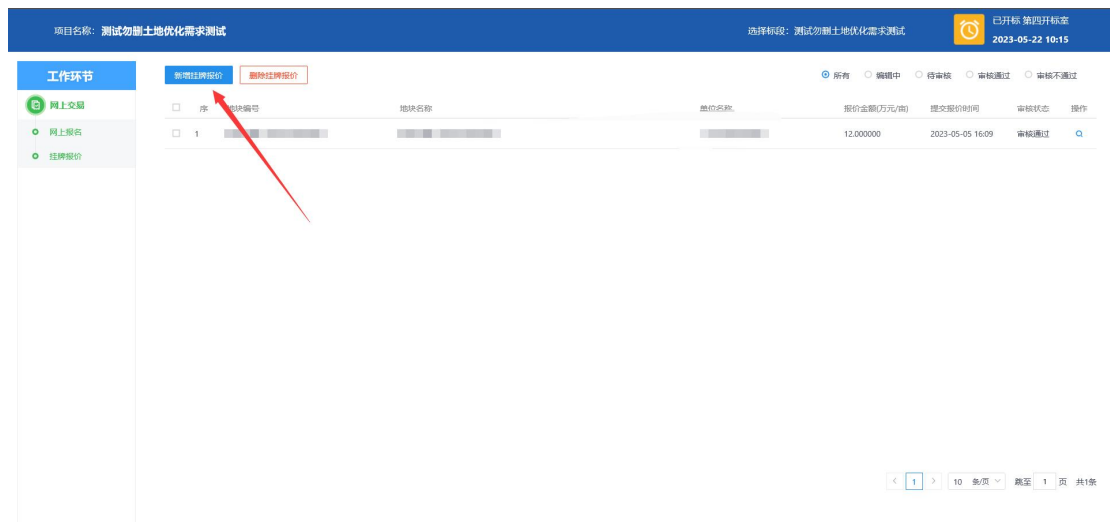 项目名称: 测试勿删土地优化需求测试
选择标段: 测试勿删土地优化需求测试
已开标 第四开标室
2023-05-22 10:15
工作环节
网上交易
网上报名
挂牌报价
新增挂牌报价 删除挂牌报价
所有 编辑中 待审核 审核通过 审核不通过
序 地块编号 地块名称 单位名称 报价金额(万元/亩) 提交报价时间 审核状态 操作
1 12.000000 2023-05-05 16:09 审核通过
1 10 条/页 跳至 1 页 共1条